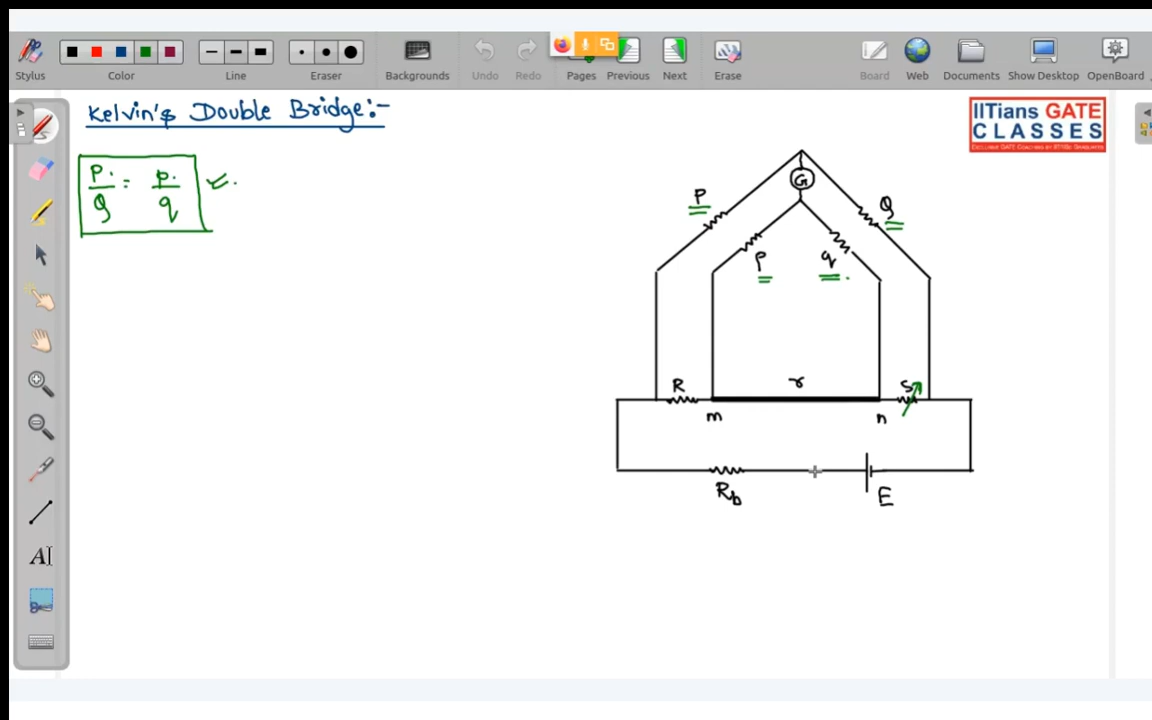 Stylus
Color
Line
Eraser
Backgrounds
Undo
Redo
Pages
Previous
Next
Erase
Board
Web
Documents
Show Desktop
OpenBoard
Kelvin's Double Bridge:-
IITians GATE
CLASSES
P = p
Q q
G
P
Q
p
q
R
r
S
m
n
Rb
E
AI